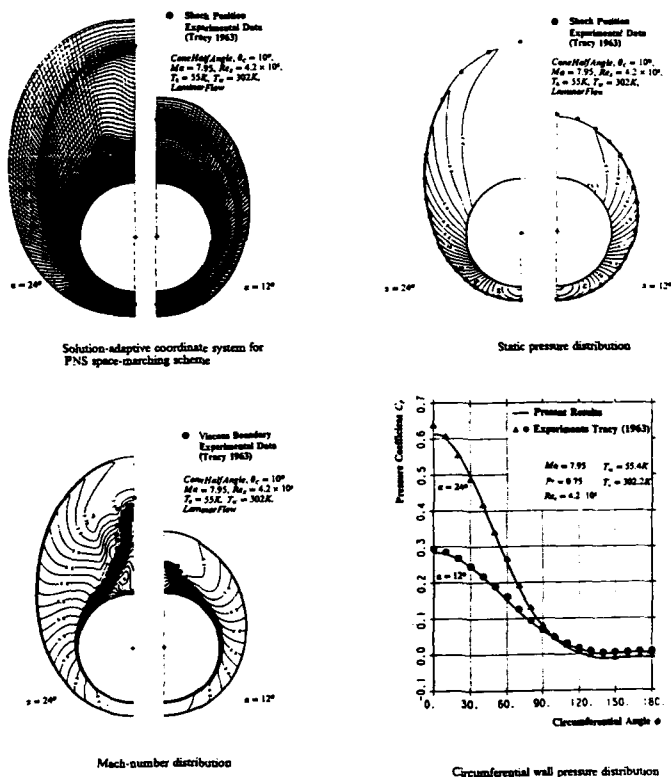 ● Shock Position
Experimental Data
(Tracy 1963)
Cone Half Angle, θc = 10°,
Ma = 7.95, Re∞ = 4.2 × 10⁵,
T∞ = 55K, Tw = 302K,
Laminar Flow
α = 24°
α = 12°
Solution-adaptive coordinate system for
PNS space-marching scheme
● Shock Position
Experimental Data
(Tracy 1963)
Cone Half Angle, θc = 10°,
Ma = 7.95, Re∞ = 4.2 × 10⁵,
T∞ = 55K, Tw = 302K,
Laminar Flow
α = 24°
α = 12°
Static pressure distribution
● Viscous Boundary
Experimental Data
(Tracy 1963)
Cone Half Angle, θc = 10°
Ma = 7.95, Re∞ = 4.2 × 10⁵,
T∞ = 55K, Tw = 302K,
Laminar Flow
α = 24°
α = 12°
Mach-number distribution
Pressure Coefficient Cp
0.7
0.6
0.5
0.4
0.3
0.2
0.1
0.0
-0.1
— Present Results
△ ● Experiments Tracy (1963)
Ma = 7.95 T∞ = 55.4K
Pr = 0.75 Tw = 302.2K
Re∞ = 4.2 · 10⁵
α = 24°
α = 12°
0. 30. 60. 90. 120. 150. 180.
Circumferential Angle ϕ
Circumferential wall pressure distribution